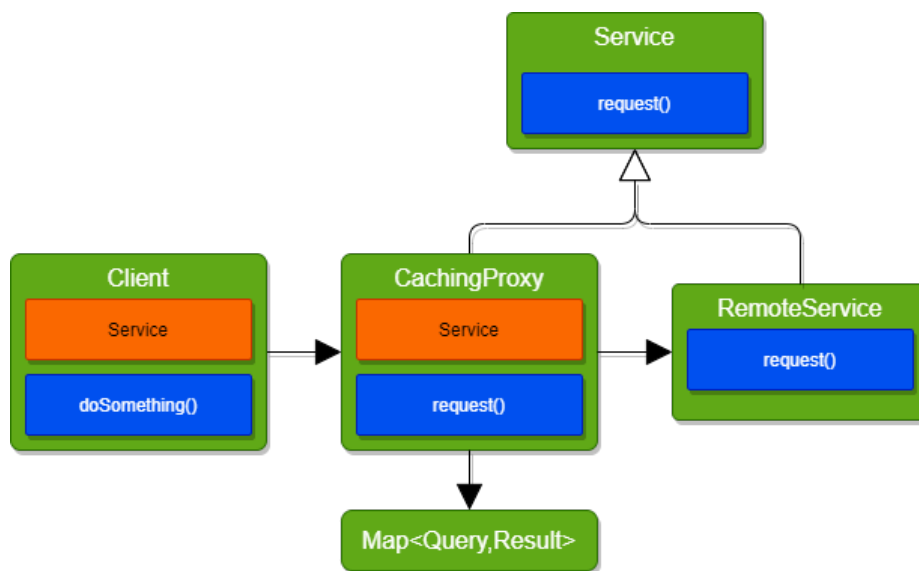 Service
request()
Client
Service
doSomething()
CachingProxy
Service
request()
RemoteService
request()
Map<Query,Result>